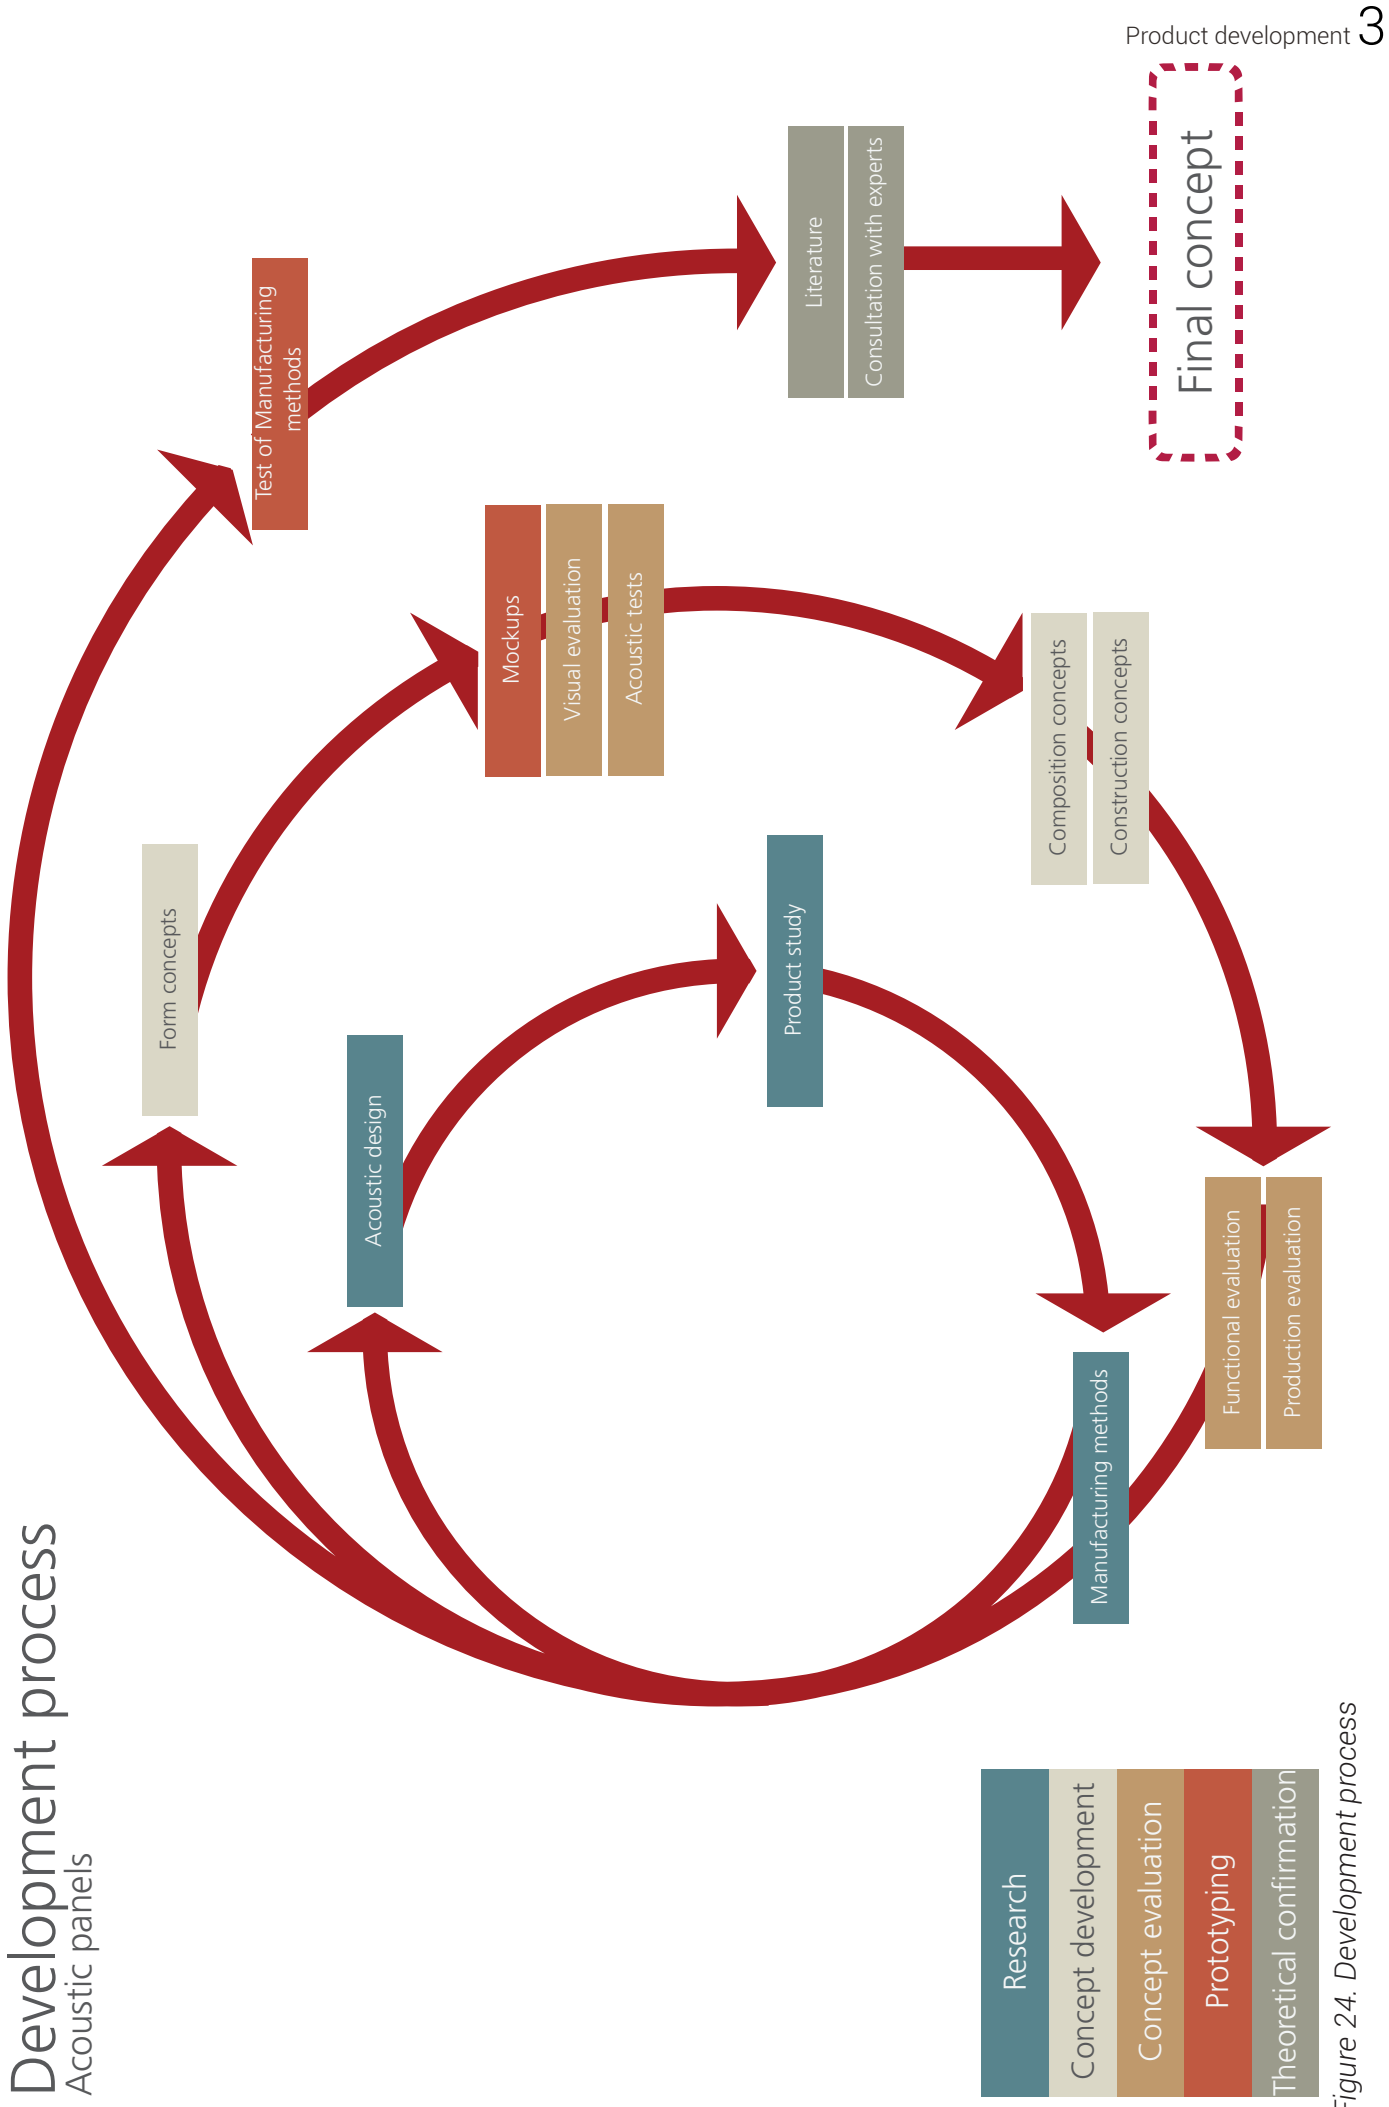 Product development 3
Development process
Acoustic panels
Test of Manufacturing
methods
Literature
Consultation with experts
Final concept
Form concepts
Mockups
Visual evaluation
Acoustic tests
Composition concepts
Construction concepts
Acoustic design
Product study
Manufacturing methods
Functional evaluation
Production evaluation
Research
Concept development
Concept evaluation
Prototyping
Theoretical confirmation
Figure 24. Development process